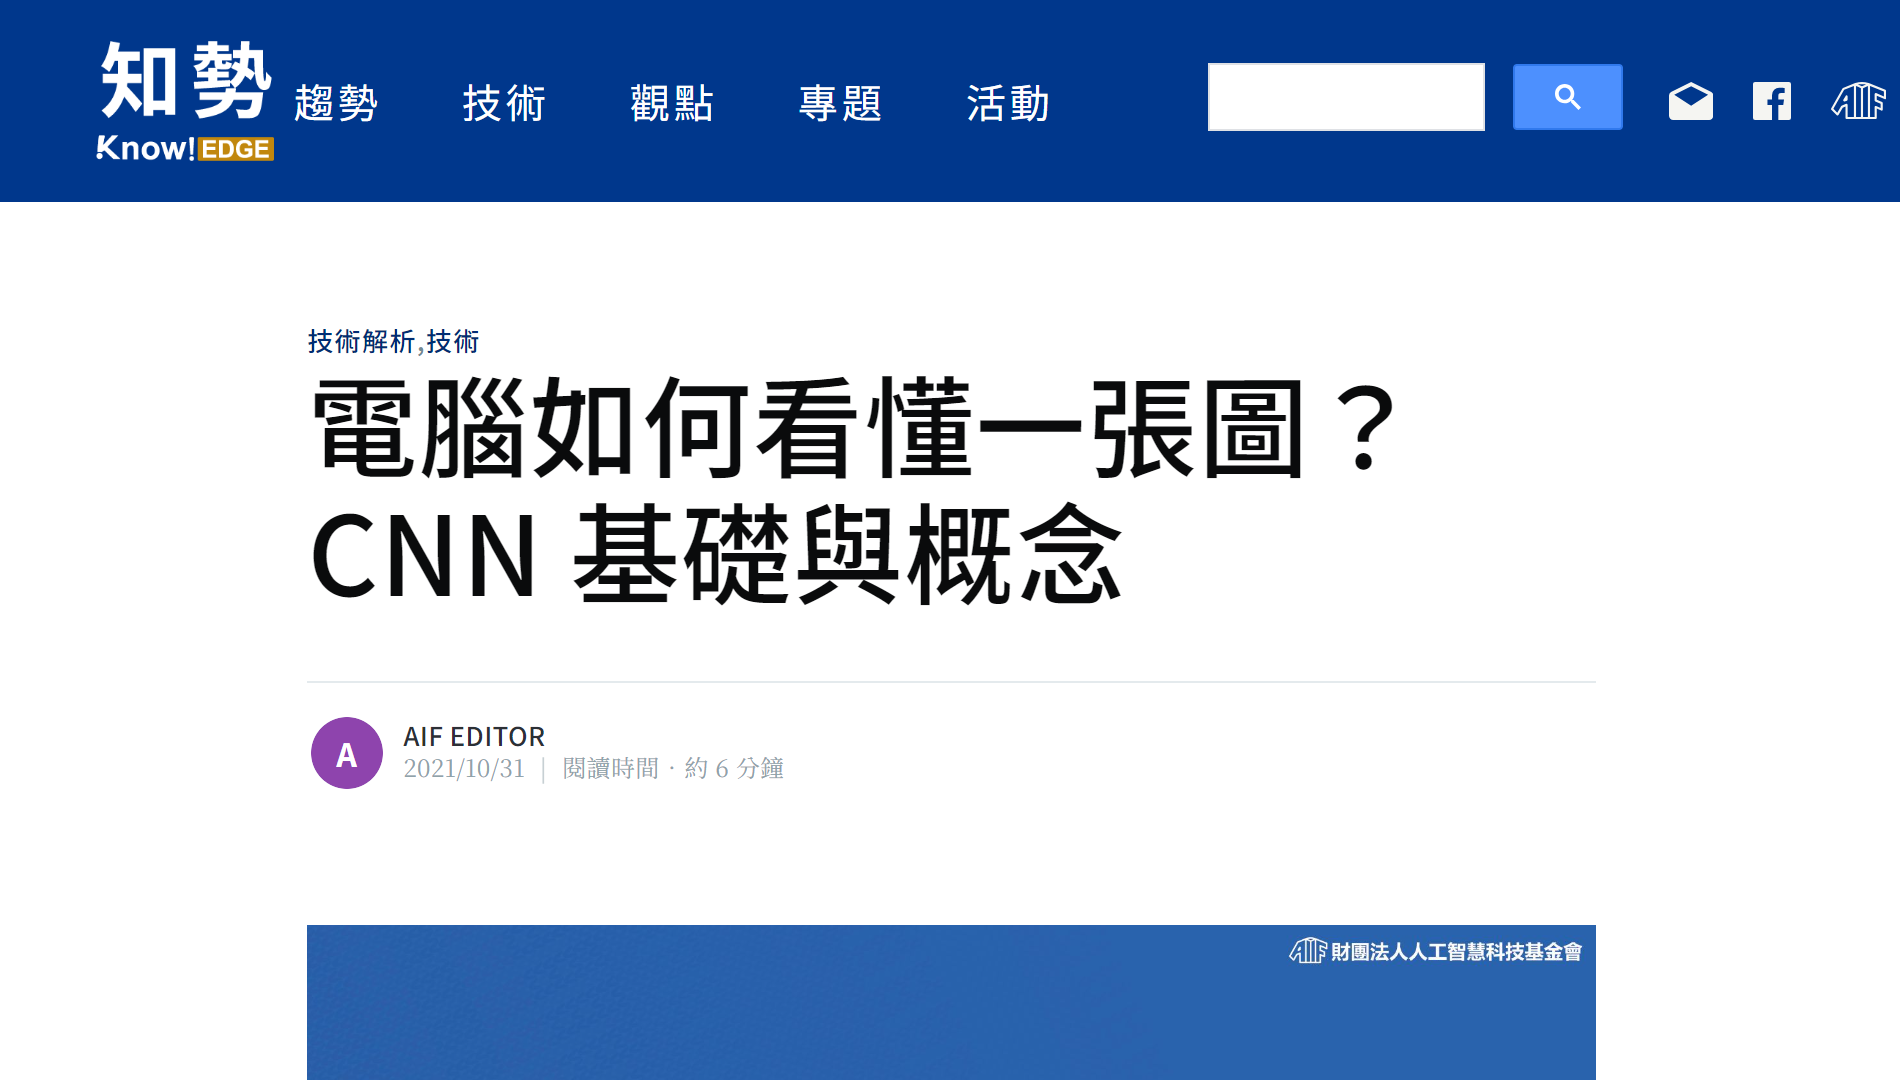 知勢
Know!EDGE
趨勢 技術 觀點 專題 活動
AIF
技術解析,技術
電腦如何看懂一張圖？
CNN 基礎與概念
A
AIF EDITOR
2021/10/31 | 閱讀時間‧約 6 分鐘
AIF 財團法人人工智慧科技基金會